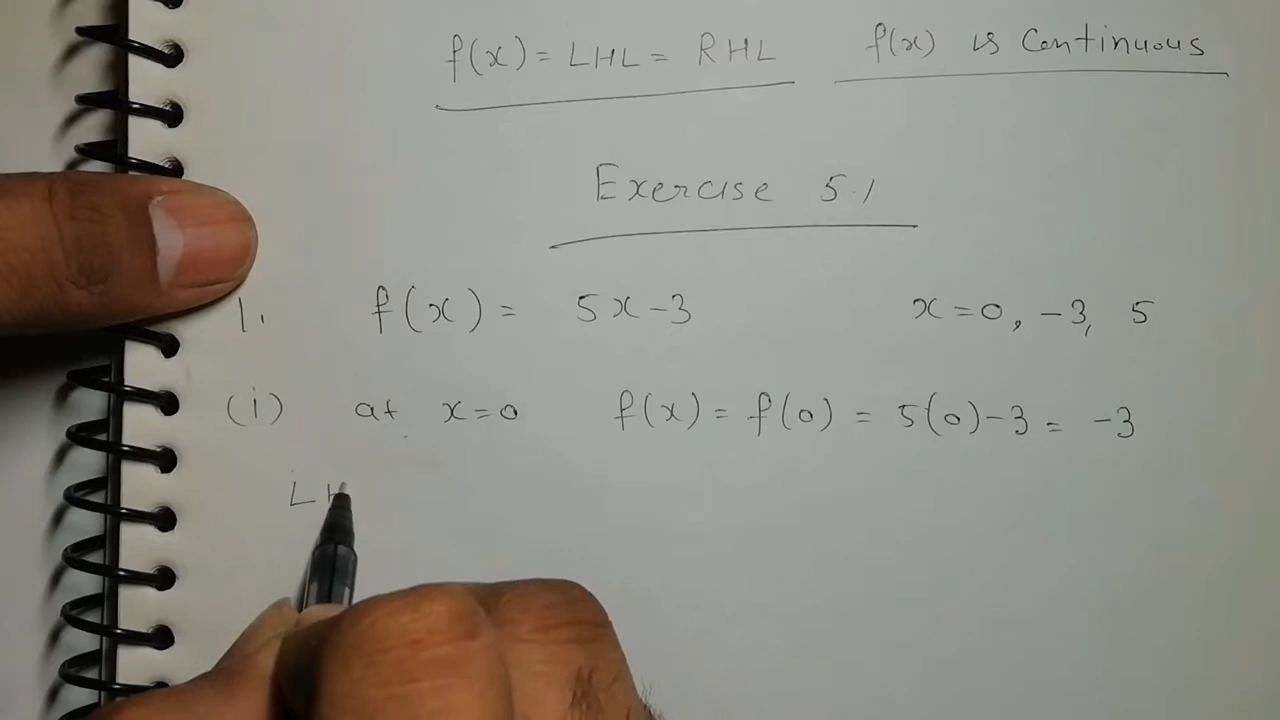 f(x) = LHL = RHL f(x) is Continuous
Exercise 5.1
1. f(x) = 5x-3 x=0, -3, 5
(i) at x=0 f(x) = f(0) = 5(0)-3 = -3
LH